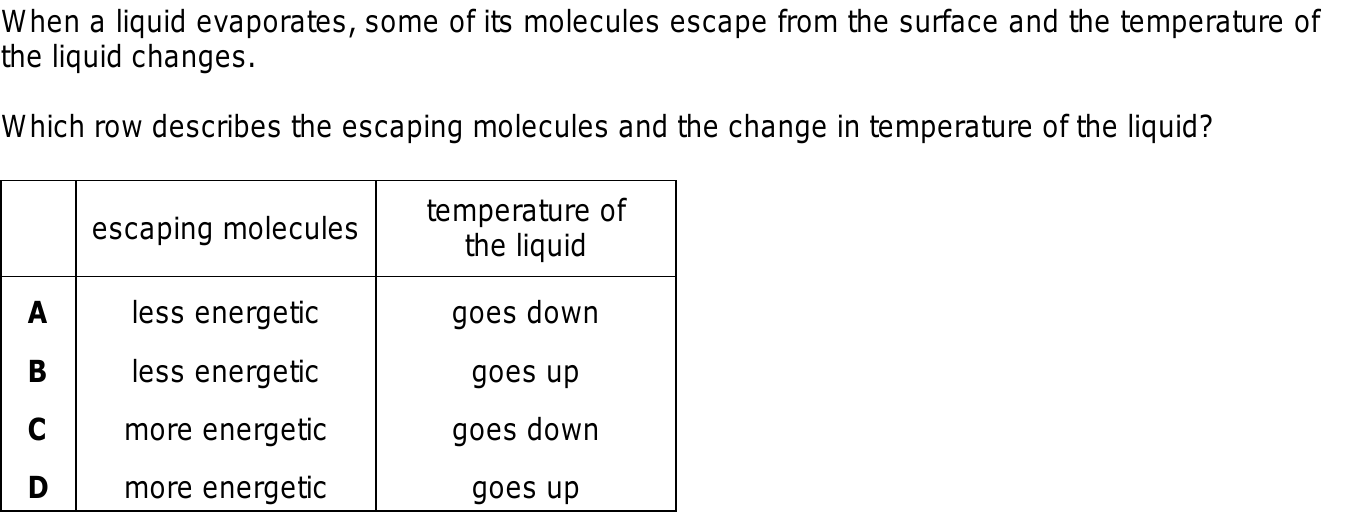 When a liquid evaporates, some of its molecules escape from the surface and the temperature of
the liquid changes.
Which row describes the escaping molecules and the change in temperature of the liquid?
escaping molecules
temperature of
the liquid
A less energetic goes down
B less energetic goes up
C more energetic goes down
D more energetic goes up